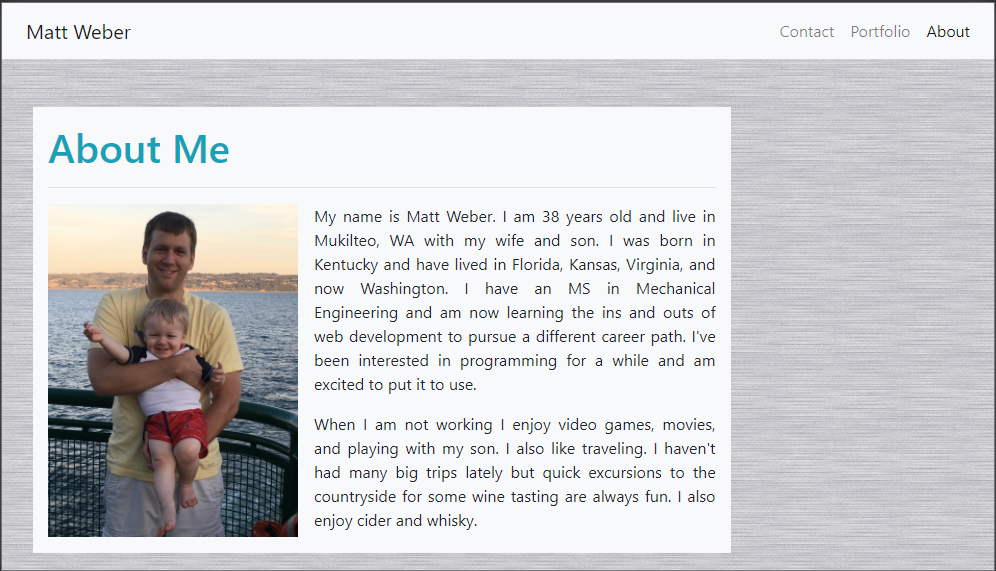 Matt Weber
Contact Portfolio About
About Me
My name is Matt Weber. I am 38 years old and live in
Mukilteo, WA with my wife and son. I was born in
Kentucky and have lived in Florida, Kansas, Virginia, and
now Washington. I have an MS in Mechanical
Engineering and am now learning the ins and outs of
web development to pursue a different career path. I've
been interested in programming for a while and am
excited to put it to use.
When I am not working I enjoy video games, movies,
and playing with my son. I also like traveling. I haven't
had many big trips lately but quick excursions to the
countryside for some wine tasting are always fun. I also
enjoy cider and whisky.